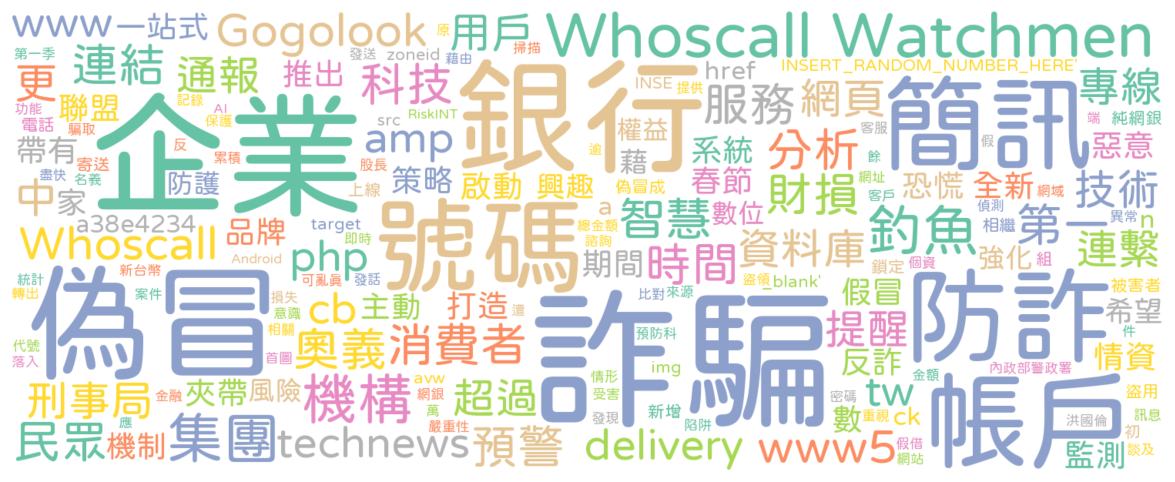 www 一站式 Gogolook 原 用戶 Whoscall Watchmen
第一季 連結 通報 推出 發送 zoneid 藉由 掃描 href INSERT_RANDOM_NUMBER_HERE'
更 聯盟 記錄 科技 銀行 INSE 提供 服務 網頁 簡訊 專線
功能 電話 騙取 AI 保護 RiskINT src 權益 客服 假 端 純網銀
帶有 企業 反 累積 股長 amp 逾 藉 系統 分析 餘 惡意
寄送 盡快 名義 防護 上線 策略 啟動 興趣 偽冒成 春節 財損 網址 恐慌 全新 網域 技術
中 家 a38e4234 target 號碼 a 總金額 智慧 數位 客戶 釣魚 偵測 相繼 第一 異常 n
Whoscall 品牌 php 即時 諮詢 期間 時間 資料庫 強化 組 連繫
統計 新台幣 Android 可亂真 發話 盜領 _blank' 鎖定 個資 防詐
轉出 偽冒 案件 損失 意識 cb 主動 打造 遭 詐騙 比對 來源 假冒 被害者 希望
代號 相關 奧義 消費者 預防科 提醒 件
落入 首圖 反詐 內政部警政署 情資
刑事局 金融 夾帶 風險 機構 avw 網銀 超過 情形 受害 img 密碼 tw 金額 帳戶 盜用
應 萬 嚴重性 發現 新增 陷阱 數 重視 ck 洪國倫 訊息
民眾 機制 集團 technews 預警 delivery www5 假借 網站 監測 初 談及